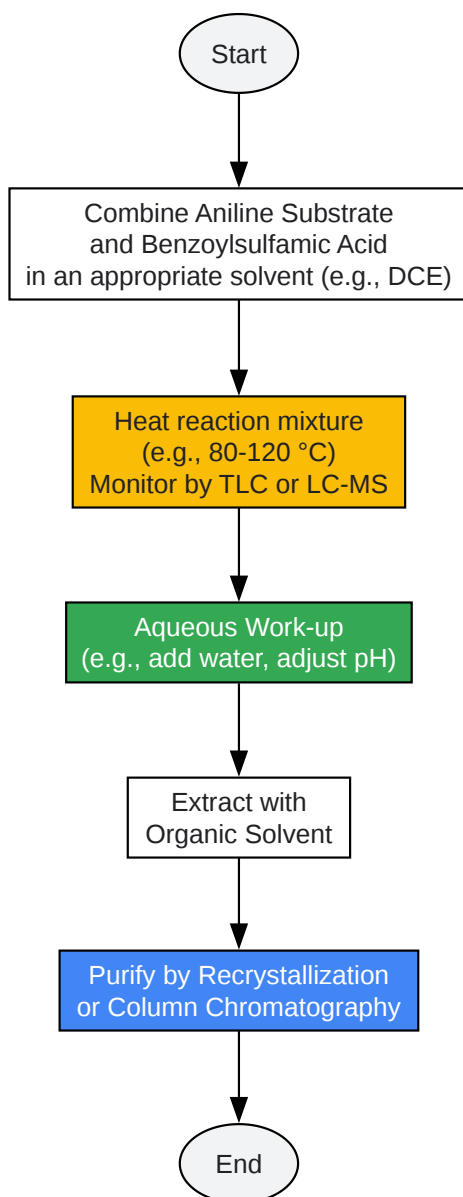 Start
Combine Aniline Substrate
and Benzoylsulfamic Acid
in an appropriate solvent (e.g., DCE)
Heat reaction mixture
(e.g., 80-120 °C)
Monitor by TLC or LC-MS
Aqueous Work-up
(e.g., add water, adjust pH)
Extract with
Organic Solvent
Purify by Recrystallization
or Column Chromatography
End